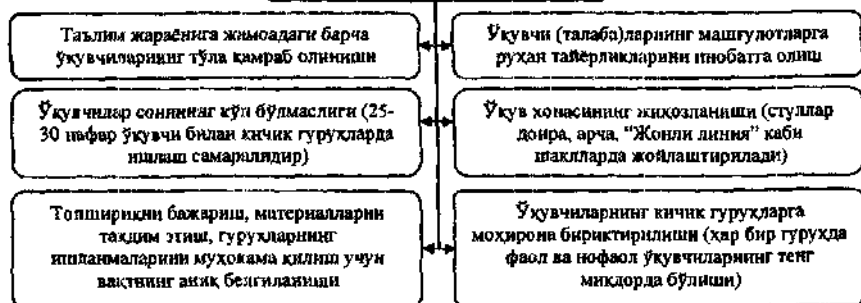 Таълим жараёнига жамоадаги барча
ўқувчиларнинг тўла қамраб олиниши
Ўқувчи (талаба)ларнинг машғулотларга
руҳан тайёрликларини инобатга олиш
Ўқувчилар сонининг кўп бўлмаслиги (25-
30 нафар ўқувчи билан кичик гуруҳларда
ишлаш самаралидир)
Ўқув хонасининг жиҳозланиши (стуллар
доира, арча, “Жонли линия” каби
шаклларда жойлаштирилади)
Топшириқни бажариш, материалларни
тақдим этиш, гуруҳларнинг
ишланмаларини муҳокама қилиш учун
вақтнинг аниқ белгиланиши
Ўқувчиларнинг кичик гуруҳларга
моҳирона бириктирилиши (ҳар бир гуруҳда
фаол ва нофаол ўқувчиларнинг тенг
миқдорда бўлиши)